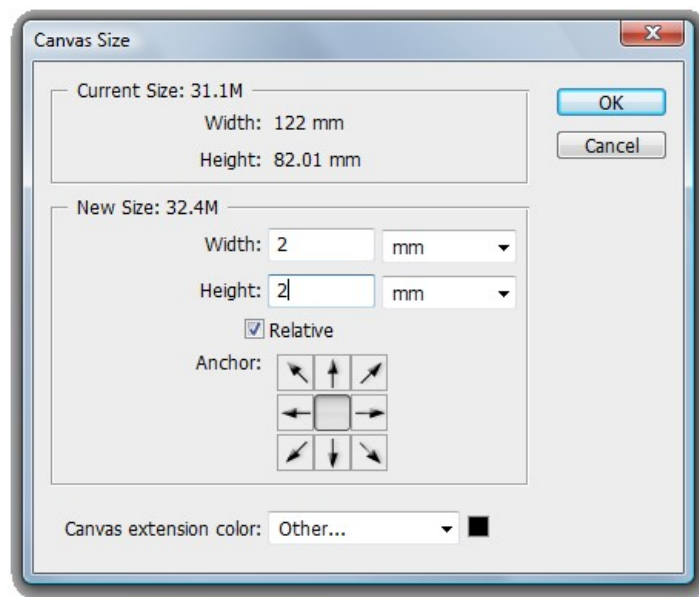 Canvas Size
Current Size: 31.1M
OK
Width: 122 mm
Height: 82.01 mm
Cancel
New Size: 32.4M
Width: 2 mm
Height: 2 mm
Relative
Anchor:
Canvas extension color: Other...